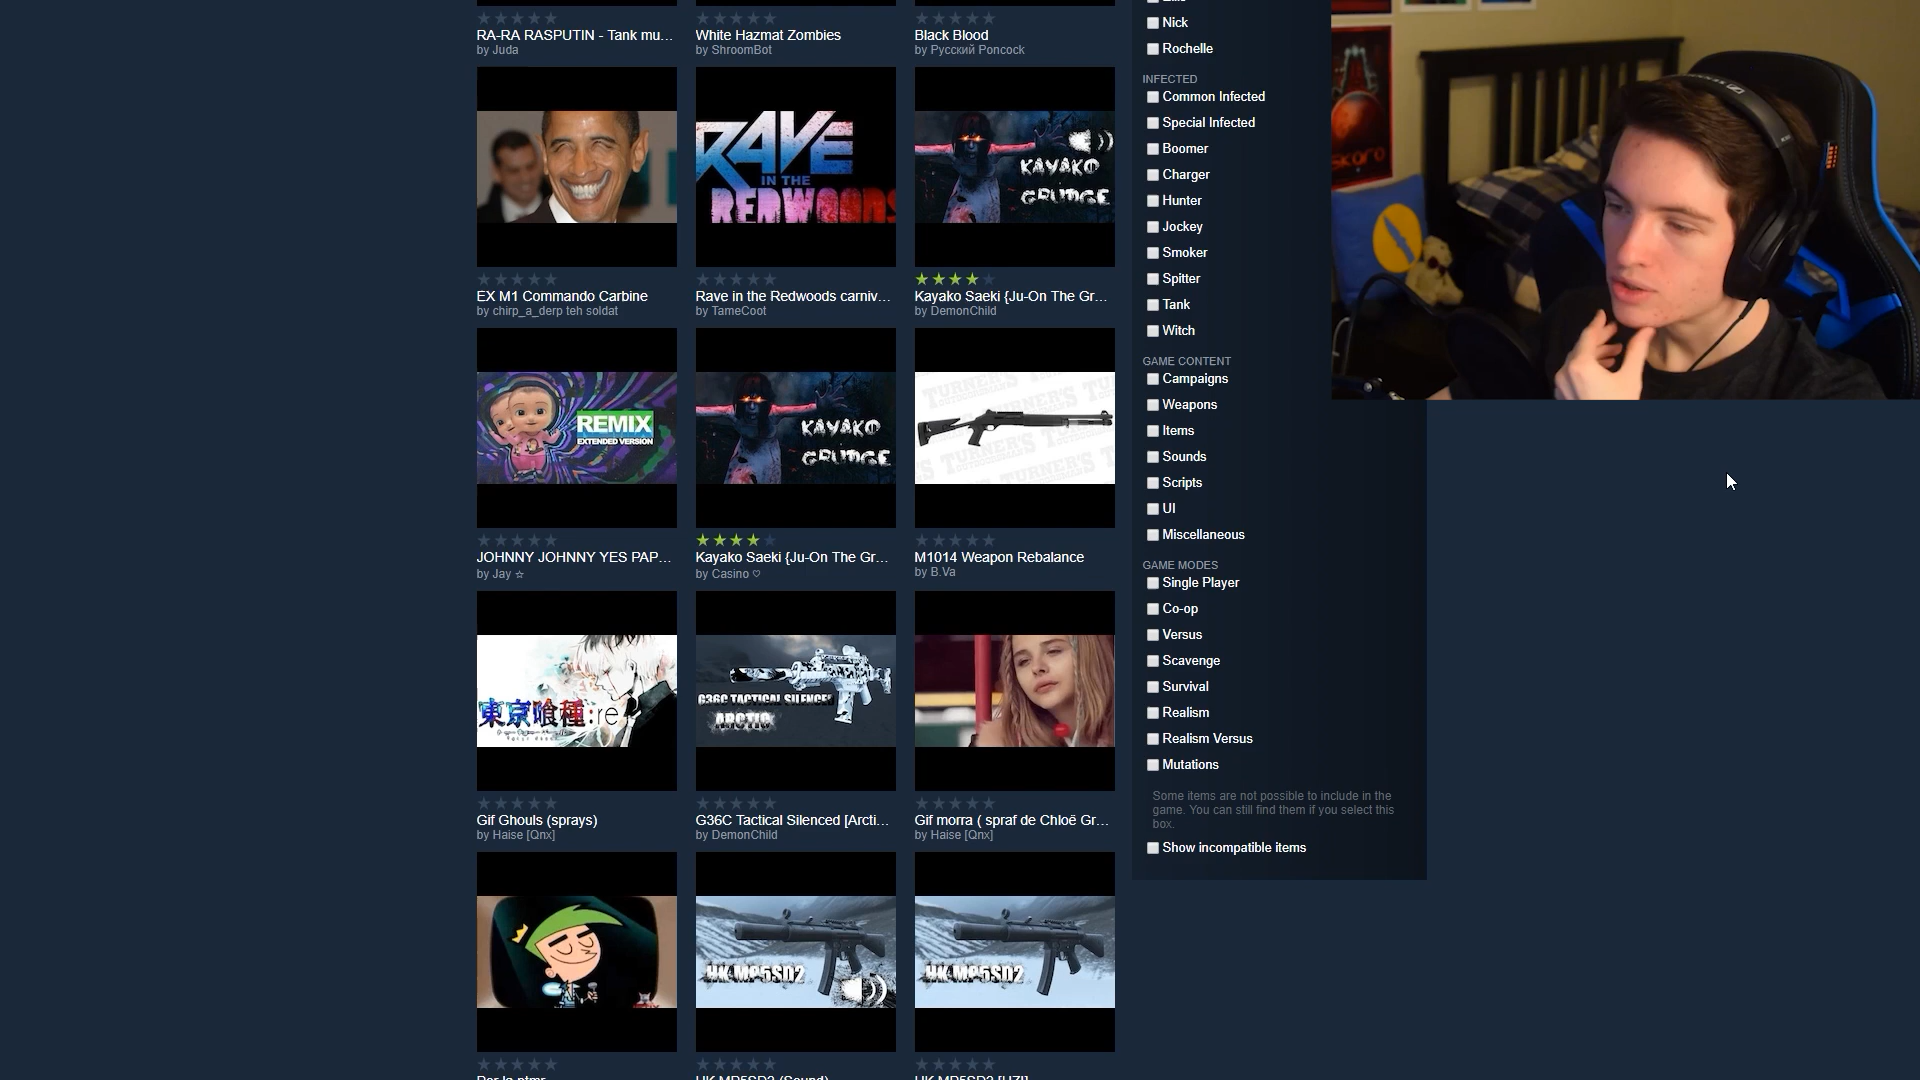 RA-RA RASPUTIN - Tank mu...
by Juda
White Hazmat Zombies
by ShroomBot
Black Blood
by Русский Poncock
RAVE
IN THE
REDWOODS
KAYAKO
GRUDGE
EX M1 Commando Carbine
by chirp_a_derp teh soldat
Rave in the Redwoods carniv...
by TameCoot
Kayako Saeki {Ju-On The Gr...
by DemonChild
REMIX
EXTENDED VERSION
KAYAKO
GRUDGE
TURNER'S
OUTDOORSMAN
JOHNNY JOHNNY YES PAP...
by Jay ☆
Kayako Saeki {Ju-On The Gr...
by Casino ♡
M1014 Weapon Rebalance
by B.Va
東京喰種:re
G36C TACTICAL SILENCED
ARCTIC
Gif Ghouls (sprays)
by Haise [Qnx]
G36C Tactical Silenced [Arcti...
by DemonChild
Gif morra ( spraf de Chloë Gr...
by Haise [Qnx]
HK MP5SD2
HK MP5SD2
HK MP5SD2 (Sound)
HK MP5SD2 [UZI]
Nick
Rochelle
INFECTED
Common Infected
Special Infected
Boomer
Charger
Hunter
Jockey
Smoker
Spitter
Tank
Witch
GAME CONTENT
Campaigns
Weapons
Items
Sounds
Scripts
UI
Miscellaneous
GAME MODES
Single Player
Co-op
Versus
Scavenge
Survival
Realism
Realism Versus
Mutations
Some items are not possible to include in the
game. You can still find them if you select this
box.
Show incompatible items